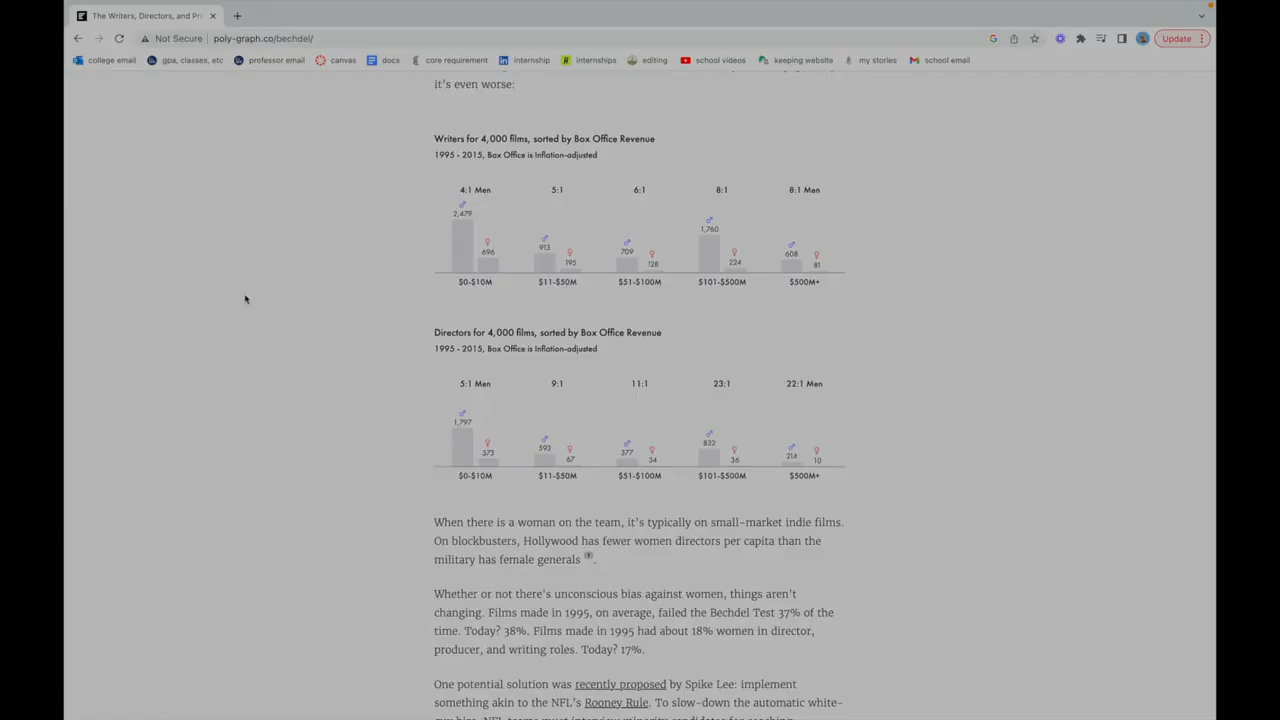 The Writers, Directors, and Pr
Not Secure poly-graph.co/bechdel/ Update
college email gpa, classes, etc professor email canvas docs core requirement internship internships editing school videos keeping website my stories school email
it's even worse:
Writers for 4,000 films, sorted by Box Office Revenue
1995 - 2015, Box Office is Inflation-adjusted
4:1 Men 5:1 6:1 8:1 8:1 Men
2,479 696 913 195 709 128 1,760 224 608 81
$0-$10M $11-$50M $51-$100M $101-$500M $500M+
Directors for 4,000 films, sorted by Box Office Revenue
1995 - 2015, Box Office is Inflation-adjusted
5:1 Men 9:1 11:1 23:1 22:1 Men
1,797 373 593 67 377 34 832 36 214 10
$0-$10M $11-$50M $51-$100M $101-$500M $500M+
When there is a woman on the team, it's typically on small-market indie films.
On blockbusters, Hollywood has fewer women directors per capita than the
military has female generals 1.
Whether or not there's unconscious bias against women, things aren't
changing. Films made in 1995, on average, failed the Bechdel Test 37% of the
time. Today? 38%. Films made in 1995 had about 18% women in director,
producer, and writing roles. Today? 17%.
One potential solution was recently proposed by Spike Lee: implement
something akin to the NFL's Rooney Rule. To slow-down the automatic white-